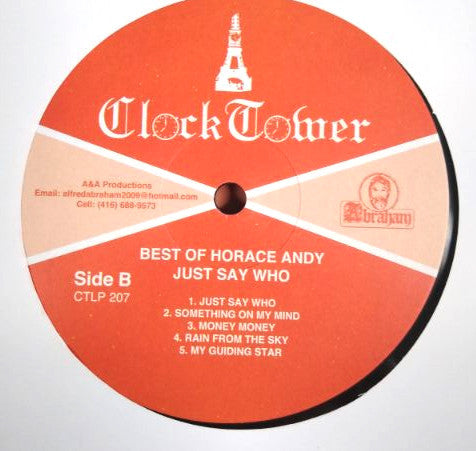 Clock Tower
A&A Productions
Email: alfredabraham2009@hotmail.com
Cell: (416) 688-9573
Abraham
BEST OF HORACE ANDY
JUST SAY WHO
Side B
CTLP 207
1. JUST SAY WHO
2. SOMETHING ON MY MIND
3. MONEY MONEY
4. RAIN FROM THE SKY
5. MY GUIDING STAR